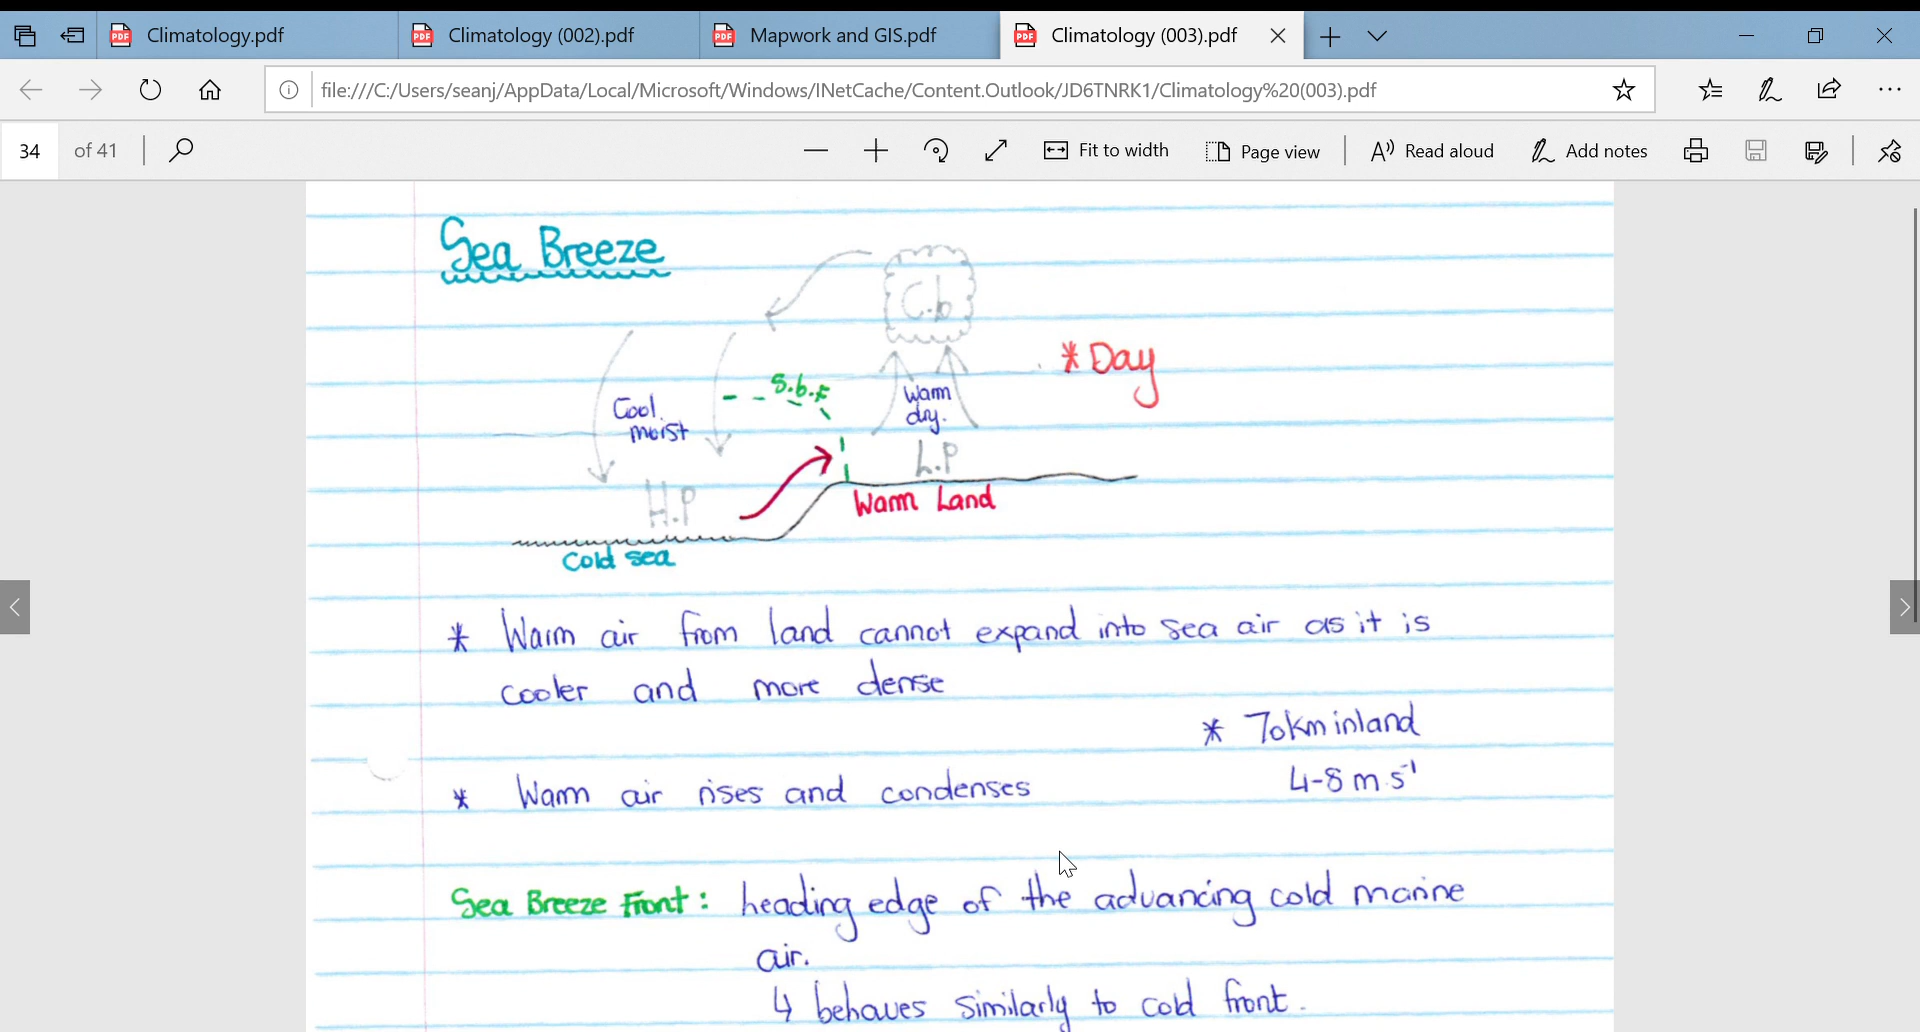 Climatology.pdf
Climatology (002).pdf
Mapwork and GIS.pdf
Climatology (003).pdf
file:///C:/Users/seanj/AppData/Local/Microsoft/Windows/INetCache/Content.Outlook/JD6TNRK1/Climatology%20(003).pdf
34 of 41
Fit to width
Page view
Read aloud
Add notes
Sea Breeze
C.b
* Day
S.b.F
Warm
dry.
Cool.
moist
L.P
H.P
Warm Land
Cold sea
* Warm air from land cannot expand into sea air as it is
cooler and more dense
* 70km inland
4-8 m.s⁻¹
* Warm air rises and condenses
Sea Breeze Front: heading edge of the advancing cold marine
air.
↳ behaves similarly to cold front.